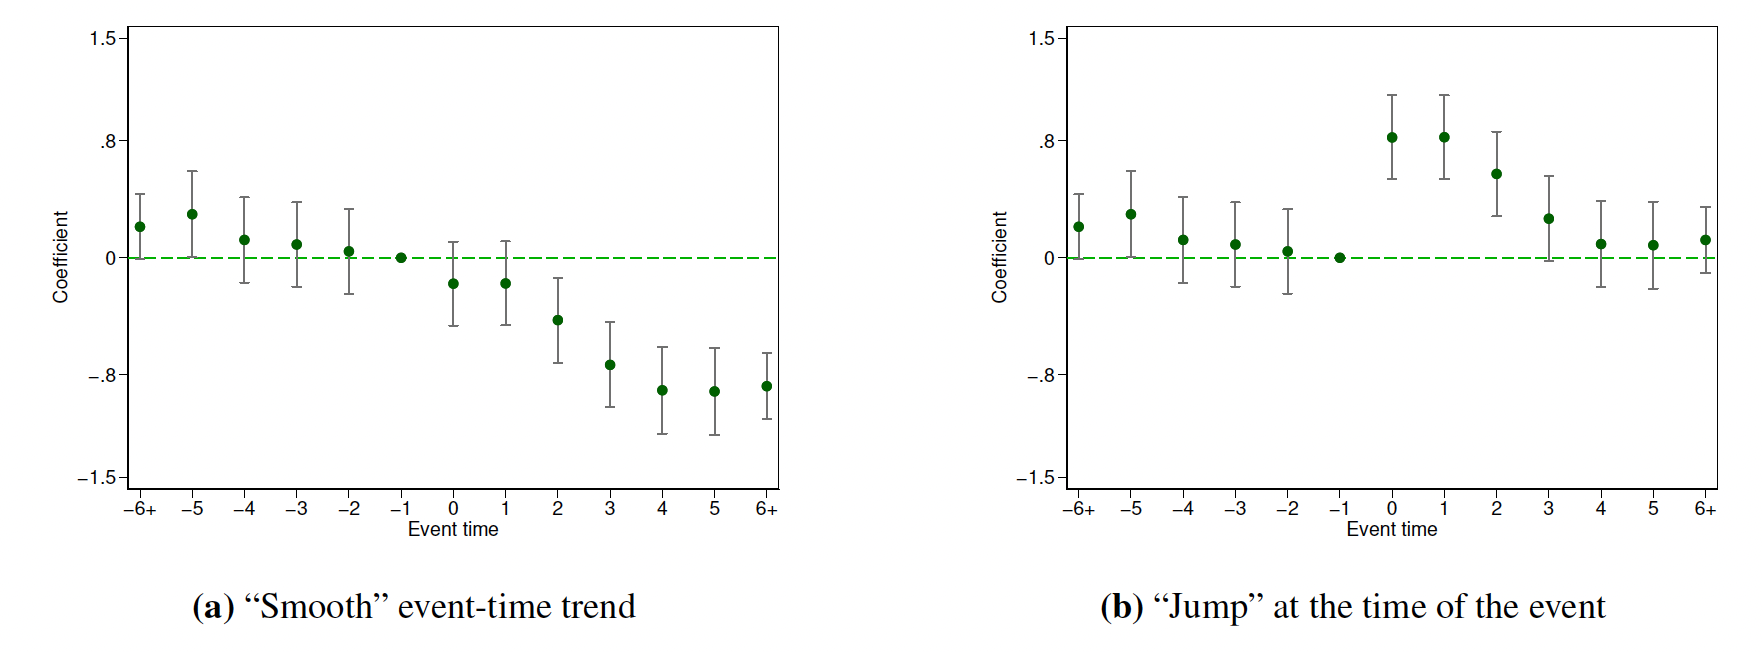 1.5
.8
0
−.8
−1.5
Coefficient
−6+ −5 −4 −3 −2 −1 0 1 2 3 4 5 6+
Event time
(a) “Smooth” event-time trend
1.5
.8
0
−.8
−1.5
Coefficient
−6+ −5 −4 −3 −2 −1 0 1 2 3 4 5 6+
Event time
(b) “Jump” at the time of the event